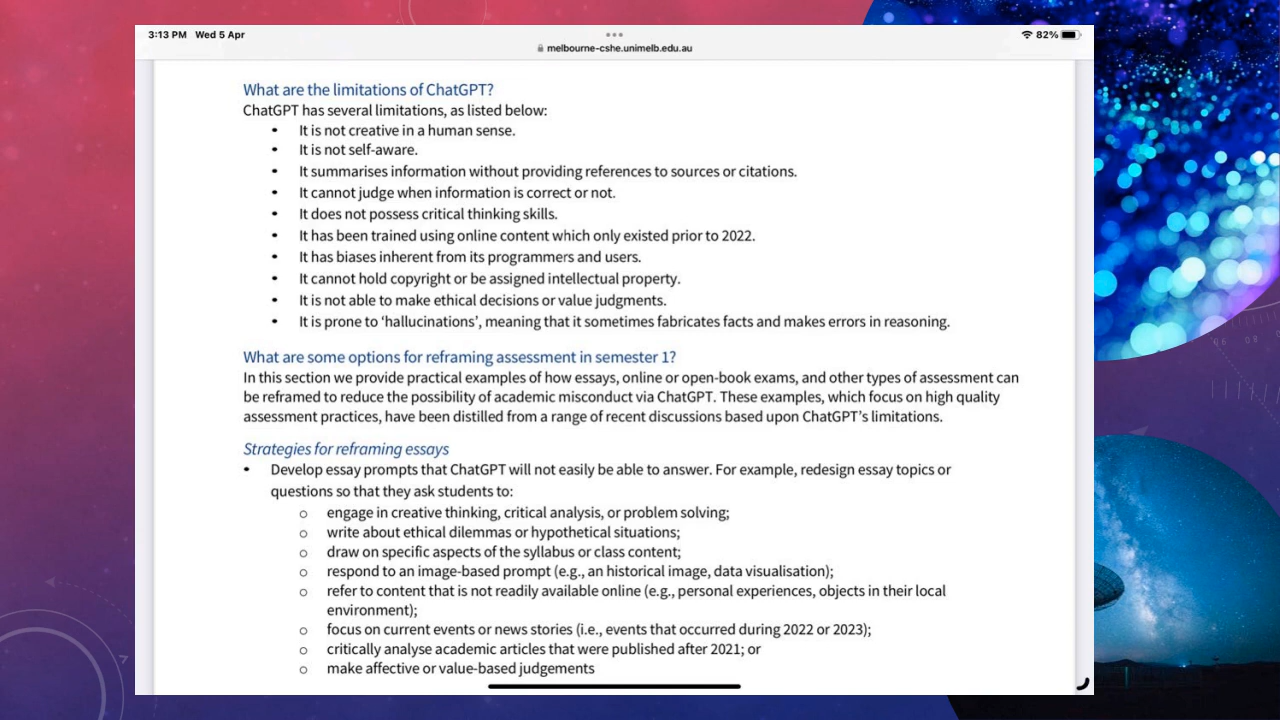 3:13 PM Wed 5 Apr
melbourne-cshe.unimelb.edu.au
82%
What are the limitations of ChatGPT?
ChatGPT has several limitations, as listed below:
• It is not creative in a human sense.
• It is not self-aware.
• It summarises information without providing references to sources or citations.
• It cannot judge when information is correct or not.
• It does not possess critical thinking skills.
• It has been trained using online content which only existed prior to 2022.
• It has biases inherent from its programmers and users.
• It cannot hold copyright or be assigned intellectual property.
• It is not able to make ethical decisions or value judgments.
• It is prone to ‘hallucinations’, meaning that it sometimes fabricates facts and makes errors in reasoning.
What are some options for reframing assessment in semester 1?
In this section we provide practical examples of how essays, online or open-book exams, and other types of assessment can
be reframed to reduce the possibility of academic misconduct via ChatGPT. These examples, which focus on high quality
assessment practices, have been distilled from a range of recent discussions based upon ChatGPT’s limitations.
Strategies for reframing essays
• Develop essay prompts that ChatGPT will not easily be able to answer. For example, redesign essay topics or
questions so that they ask students to:
o engage in creative thinking, critical analysis, or problem solving;
o write about ethical dilemmas or hypothetical situations;
o draw on specific aspects of the syllabus or class content;
o respond to an image-based prompt (e.g., an historical image, data visualisation);
o refer to content that is not readily available online (e.g., personal experiences, objects in their local
environment);
o focus on current events or news stories (i.e., events that occurred during 2022 or 2023);
o critically analyse academic articles that were published after 2021; or
o make affective or value-based judgements
06 08